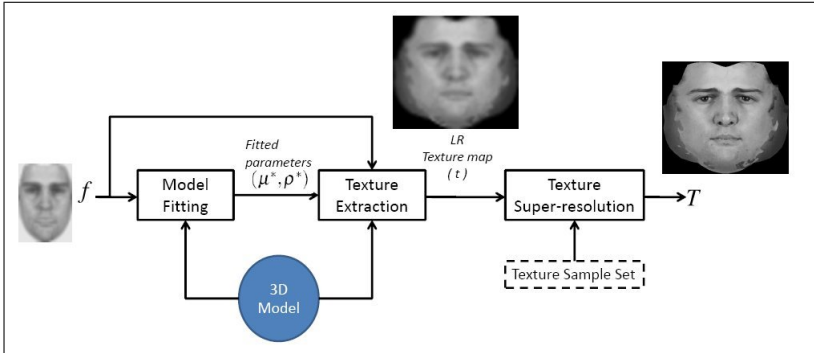 f
Model
Fitting
Fitted
parameters
(μ*,ρ*)
Texture
Extraction
LR
Texture map
( t )
Texture
Super-resolution
T
3D
Model
Texture Sample Set